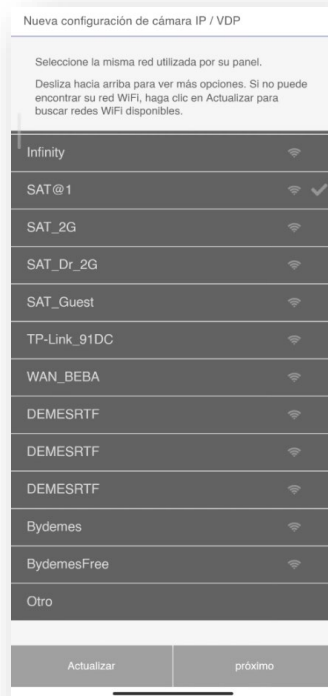 Nueva configuración de cámara IP / VDP
Seleccione la misma red utilizada por su panel.
Desliza hacia arriba para ver más opciones. Si no puede
encontrar su red WiFi, haga clic en Actualizar para
buscar redes WiFi disponibles.
Infinity
SAT@1
SAT_2G
SAT_Dr_2G
SAT_Guest
TP-Link_91DC
WAN_BEBA
DEMESRTF
DEMESRTF
DEMESRTF
Bydemes
BydemesFree
Otro
Actualizar próximo